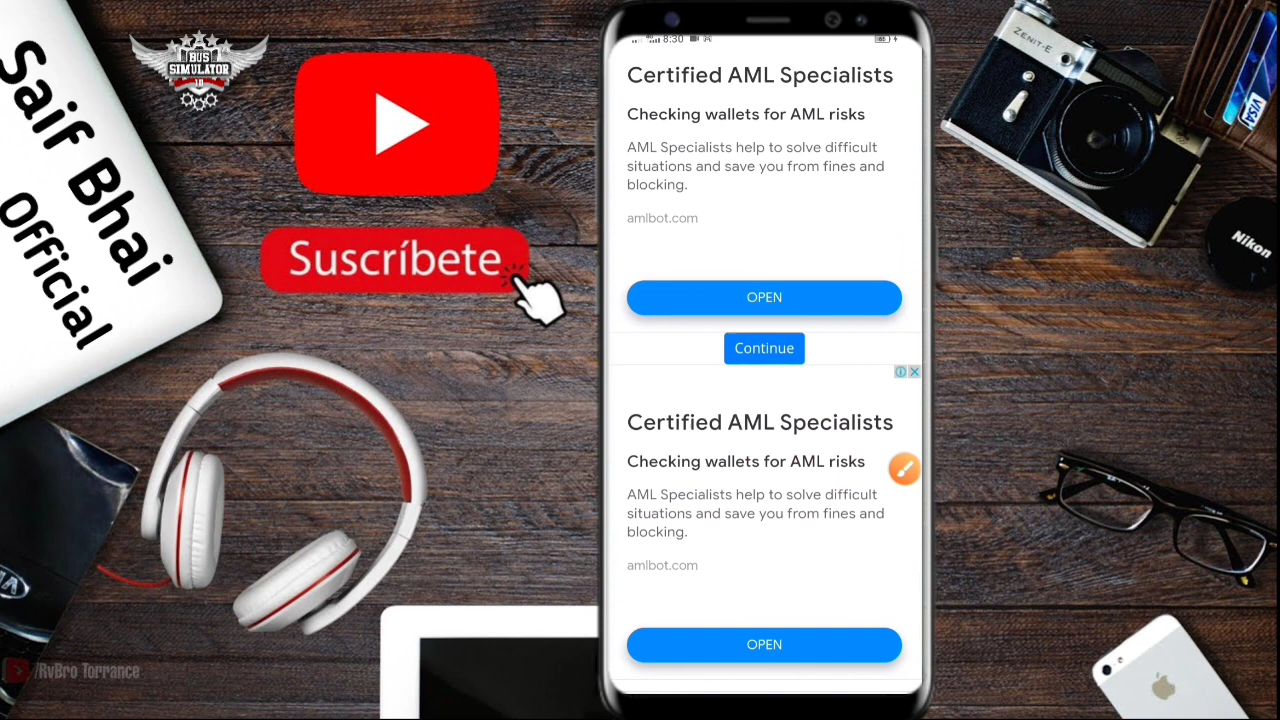 Saif Bhai
Official
BUS
SIMULATOR
ID
Suscríbete
/RvBro Torrance
8:30
Certified AML Specialists
Checking wallets for AML risks
AML Specialists help to solve difficult
situations and save you from fines and
blocking.
amlbot.com
OPEN
Continue
Certified AML Specialists
Checking wallets for AML risks
AML Specialists help to solve difficult
situations and save you from fines and
blocking.
amlbot.com
OPEN
ZENIT-E
VISA
Nikon